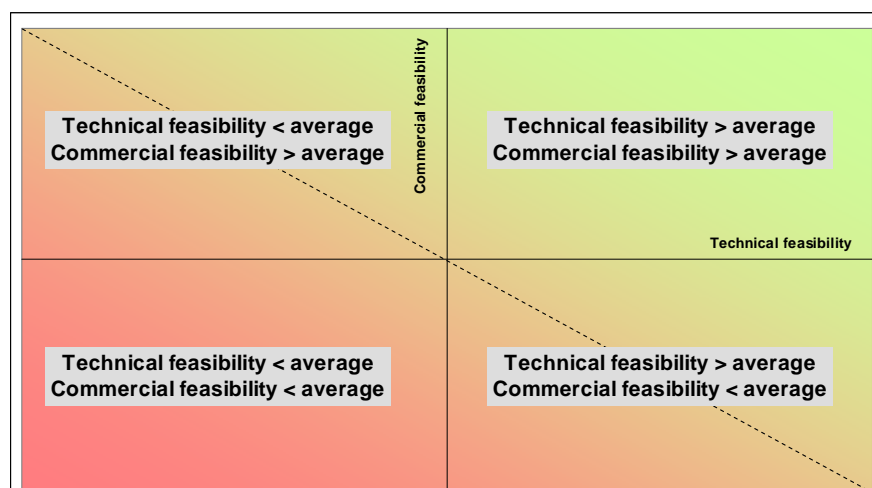 Commercial feasibility
Technical feasibility < average
Commercial feasibility > average
Technical feasibility > average
Commercial feasibility > average
Technical feasibility
Technical feasibility < average
Commercial feasibility < average
Technical feasibility > average
Commercial feasibility < average